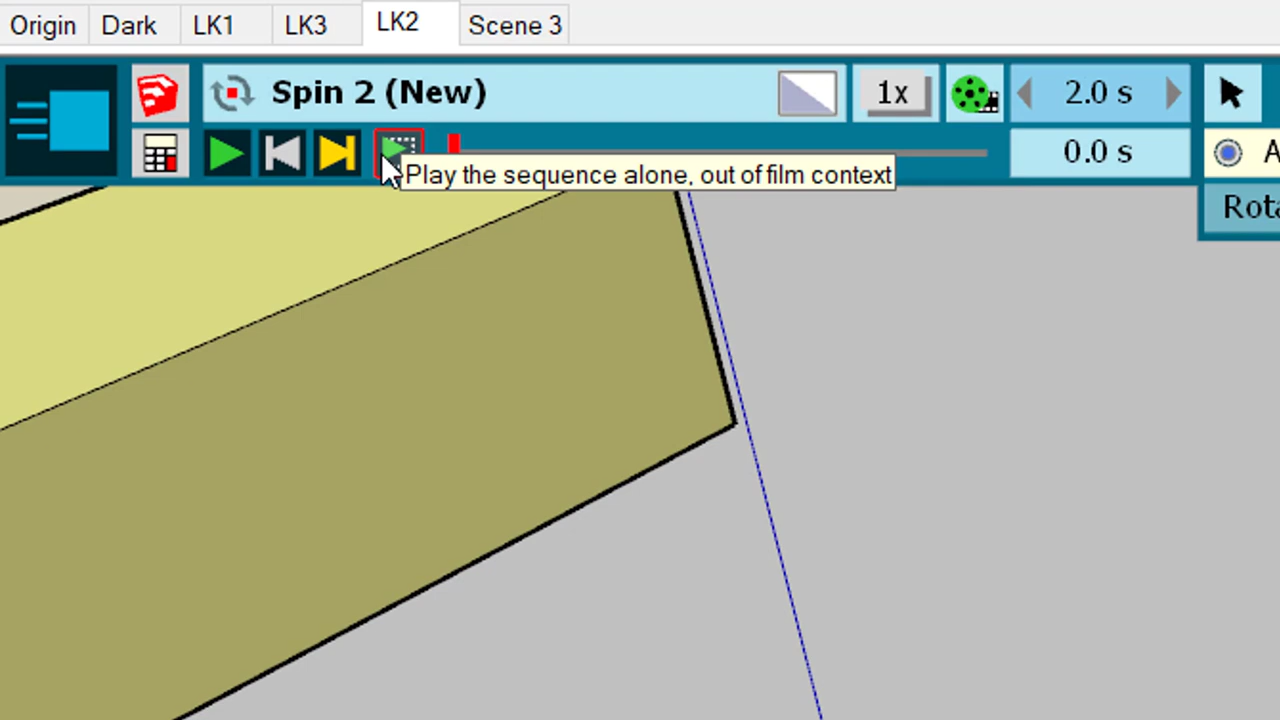 Origin Dark LK1 LK3 LK2 Scene 3
Spin 2 (New) 1x 2.0 s
0.0 s
Play the sequence alone, out of film context